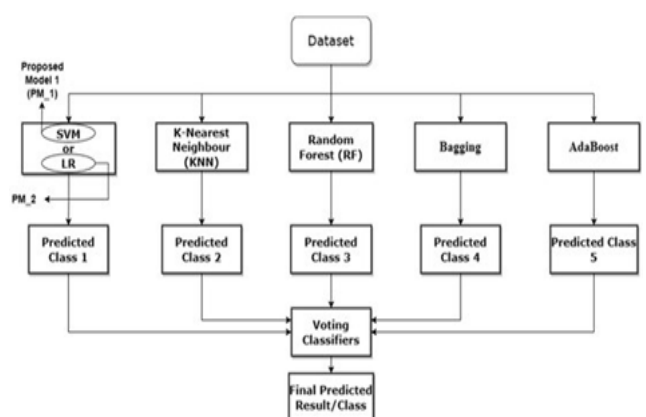 Dataset
Proposed
Model 1
(PM_1)
SVM
or
LR
PM_2
K-Nearest
Neighbour
(KNN)
Random
Forest (RF)
Bagging
AdaBoost
Predicted
Class 1
Predicted
Class 2
Predicted
Class 3
Predicted
Class 4
Predicted Class
5
Voting
Classifiers
Final Predicted
Result/Class